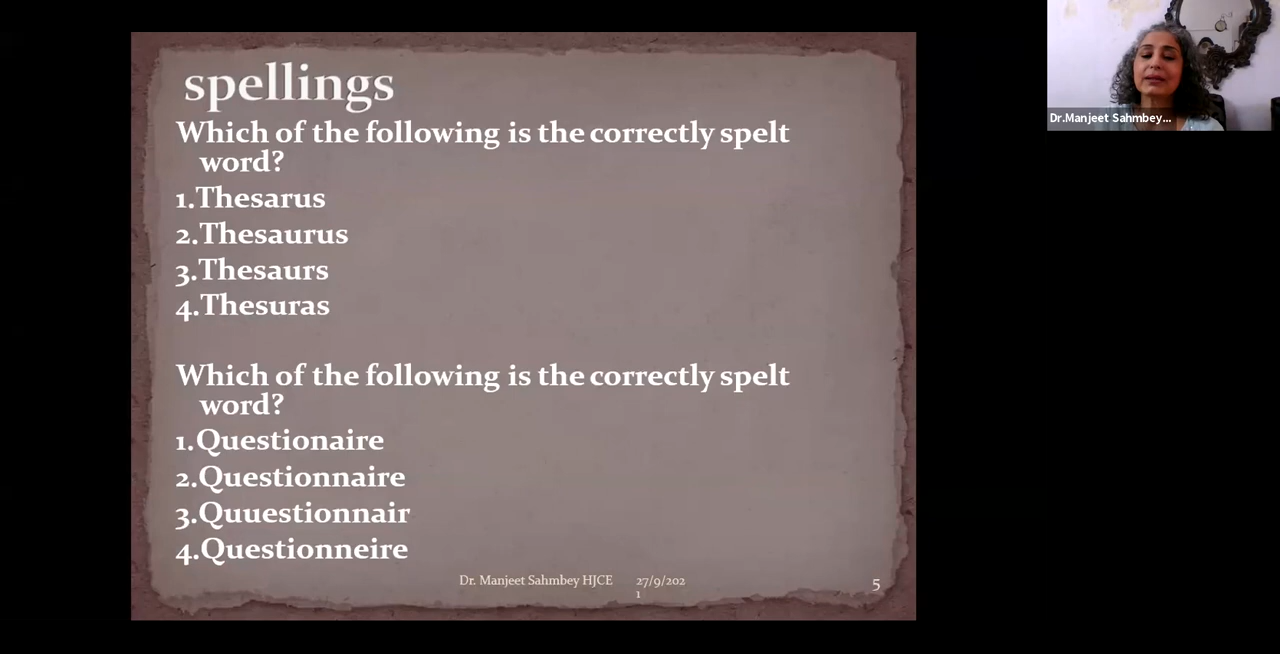 spellings
Which of the following is the correctly spelt
word?
1.Thesarus
2.Thesaurus
3.Thesaurs
4.Thesuras
Which of the following is the correctly spelt
word?
1.Questionaire
2.Questionnaire
3.Quuestionnair
4.Questionneire
Dr. Manjeet Sahmbey HJCE
27/9/202
1
5
Dr.Manjeet Sahmbey...